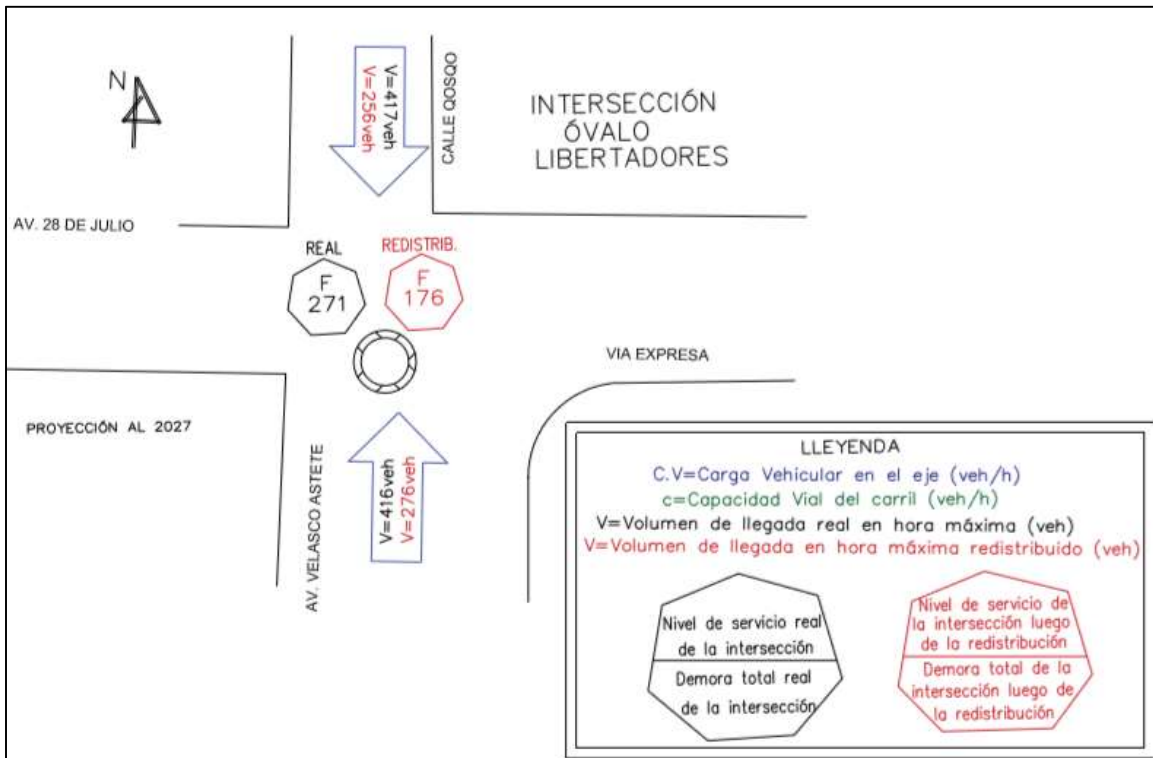 N
V=417veh
V=256veh
CALLE QOSQO
INTERSECCIÓN
ÓVALO
LIBERTADORES
AV. 28 DE JULIO
REAL
F
271
REDISTRIB.
F
176
VIA EXPRESA
PROYECCIÓN AL 2027
AV. VELASCO ASTETE
V=416veh
V=276veh
LLEYENDA
C.V=Carga Vehicular en el eje (veh/h)
c=Capacidad Vial del carril (veh/h)
V=Volumen de llegada real en hora máxima (veh)
V=Volumen de llegada en hora máxima redistribuido (veh)
Nivel de servicio real
de la intersección
Demora total real
de la intersección
Nivel de servicio de
la intersección luego
de la redistribución
Demora total de la
intersección luego de
la redistribución